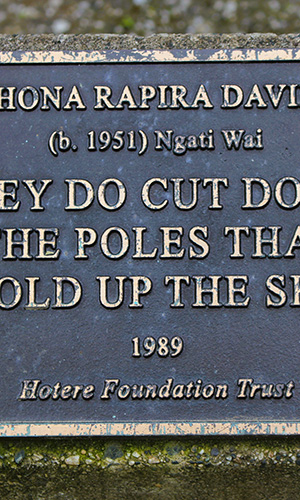 HONA RAPIRA DAVI
(b. 1951) Ngati Wai
EY DO CUT DO
THE POLES THA
OLD UP THE SK
1989
Hotere Foundation Trust